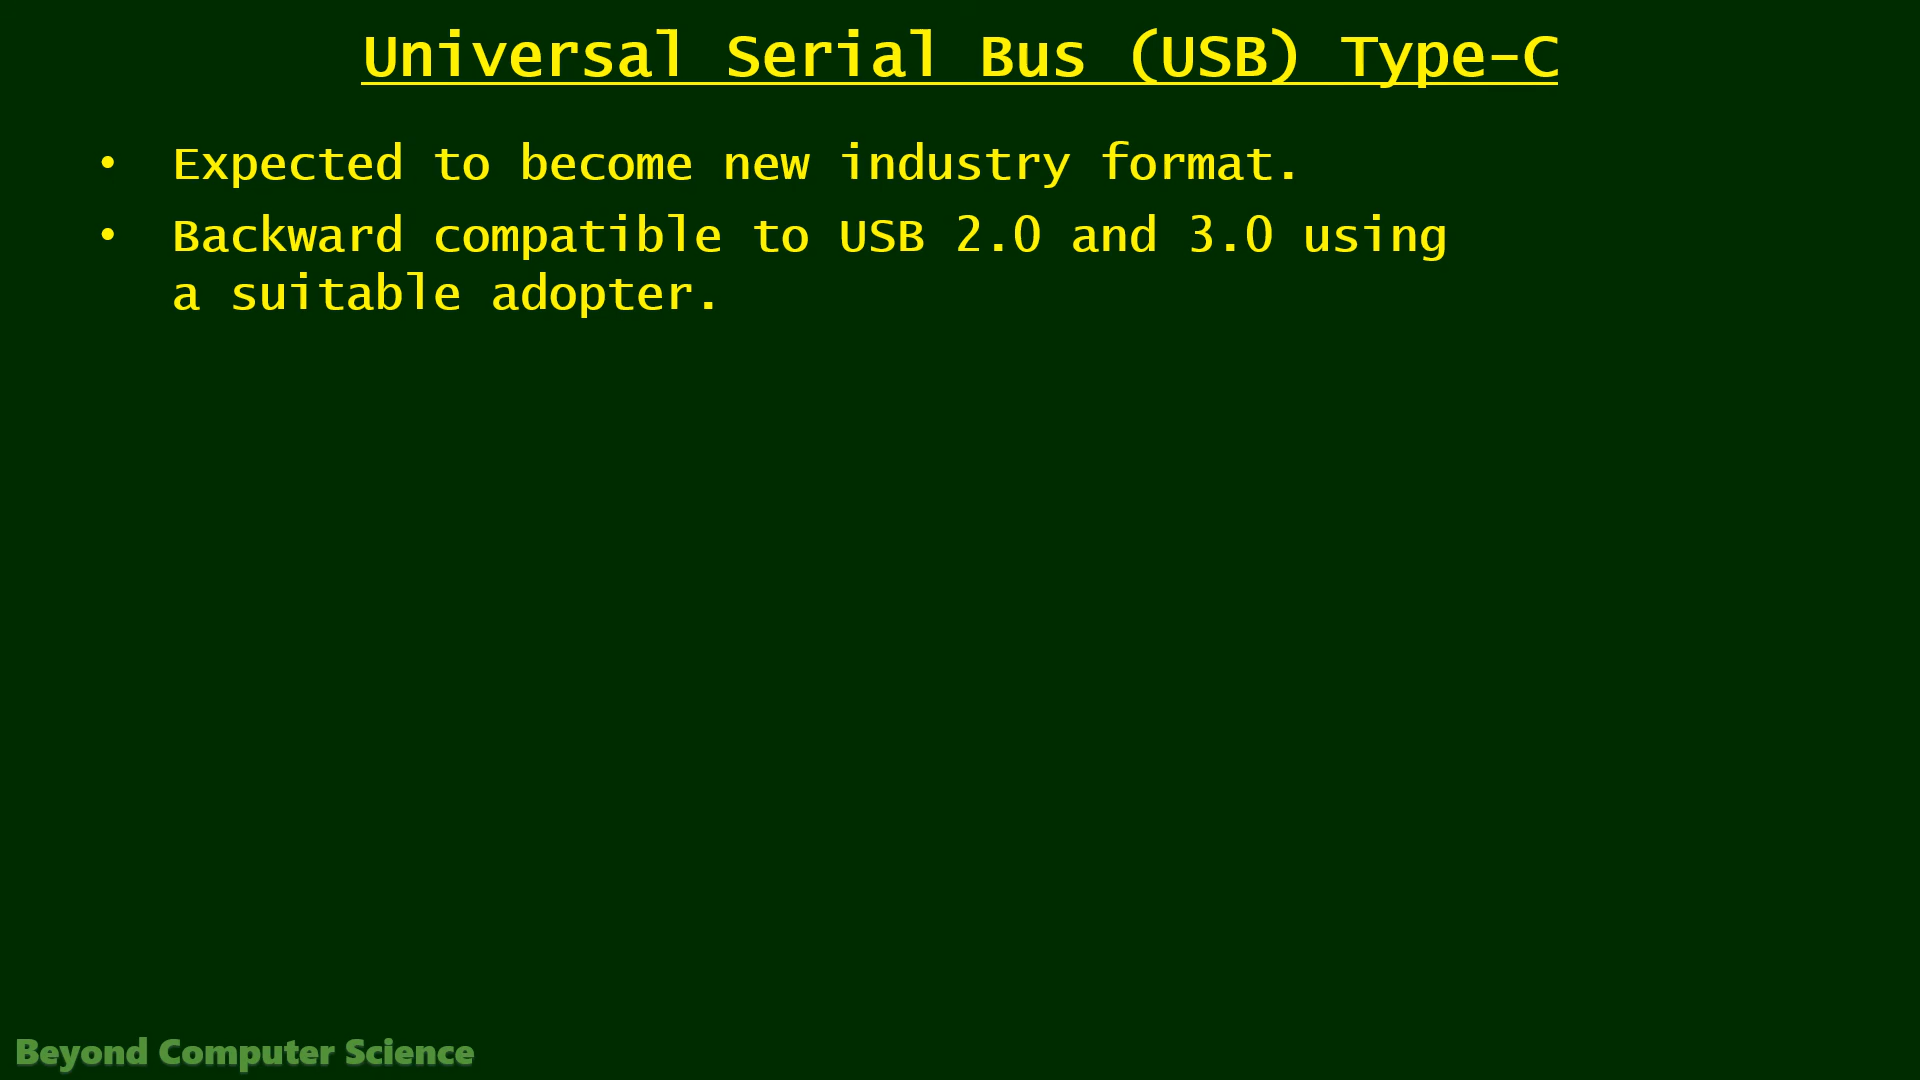 Universal Serial Bus (USB) Type-C
• Expected to become new industry format.
• Backward compatible to USB 2.0 and 3.0 using
a suitable adopter.
Beyond Computer Science